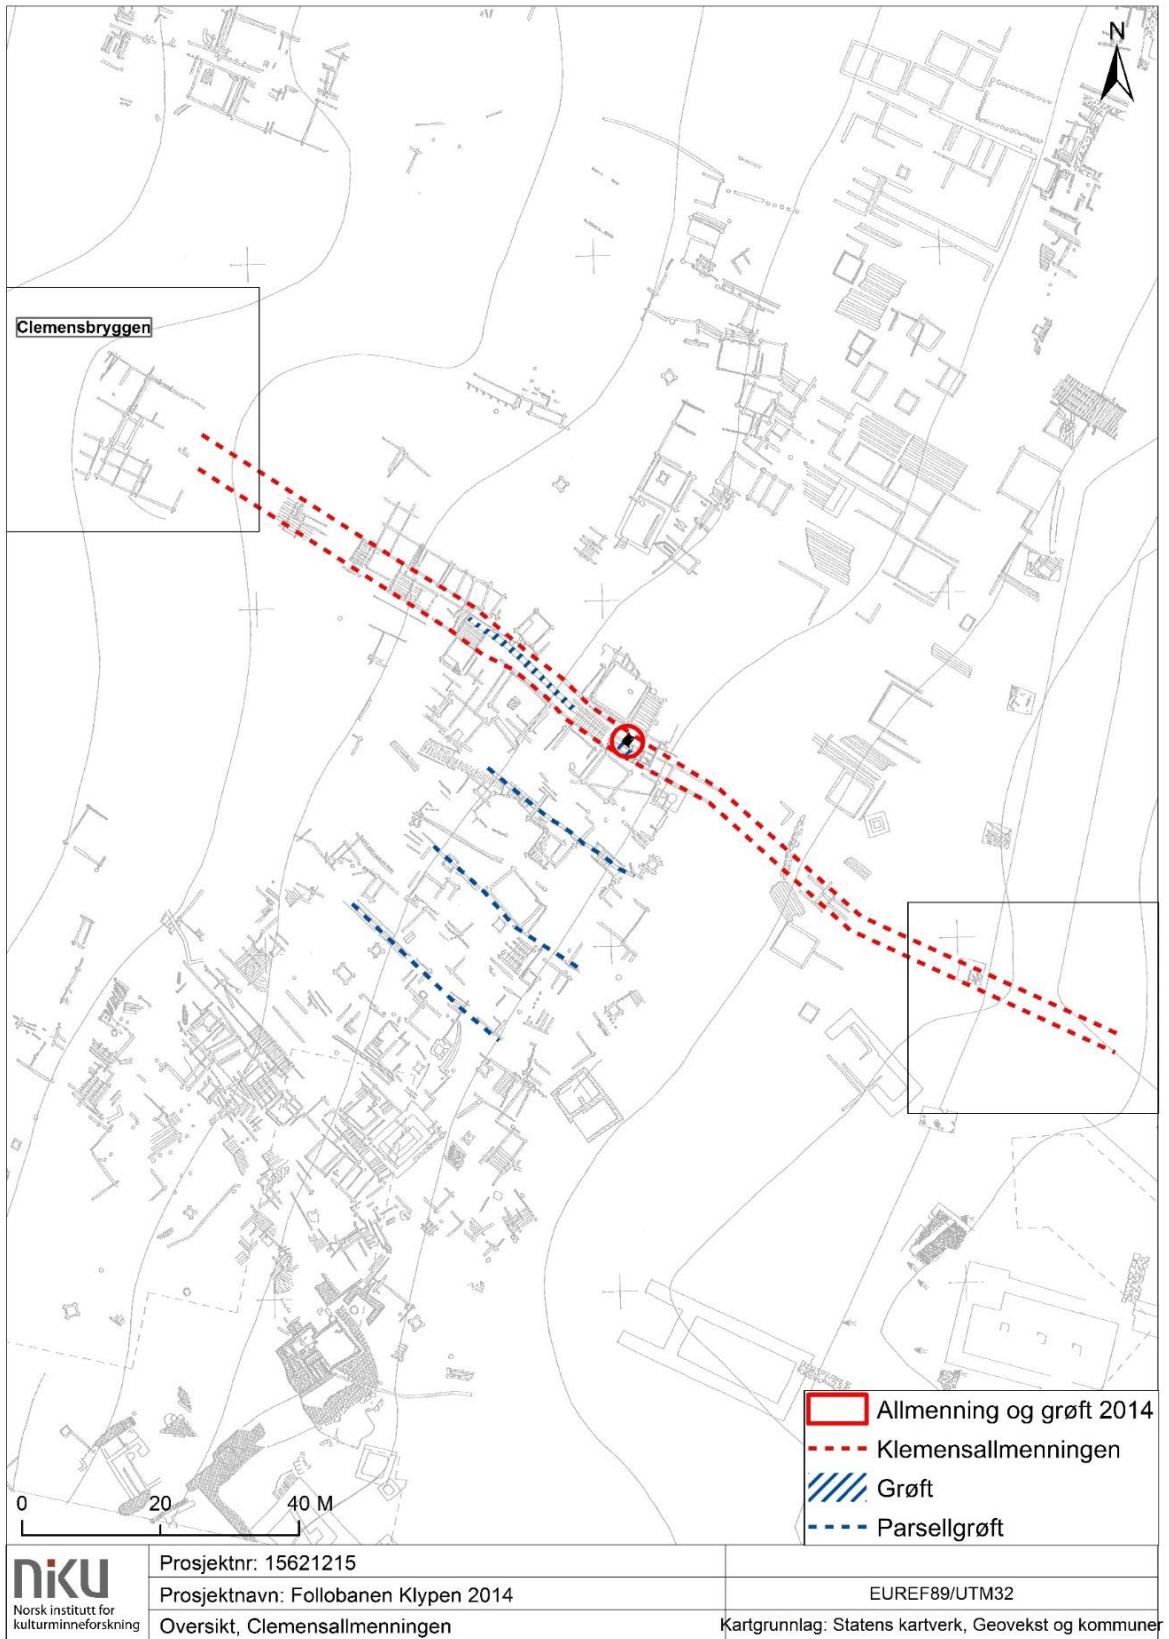 N
Clemensbryggen
Allmenning og grøft 2014
Klemensallmenningen
Grøft
Parsellgrøft
0 20 40 M
niku
Norsk institutt for
kulturminneforskning
Prosjektnr: 15621215
Prosjektnavn: Follobanen Klypen 2014
Oversikt, Clemensallmenningen
EUREF89/UTM32
Kartgrunnlag: Statens kartverk, Geovekst og kommuner